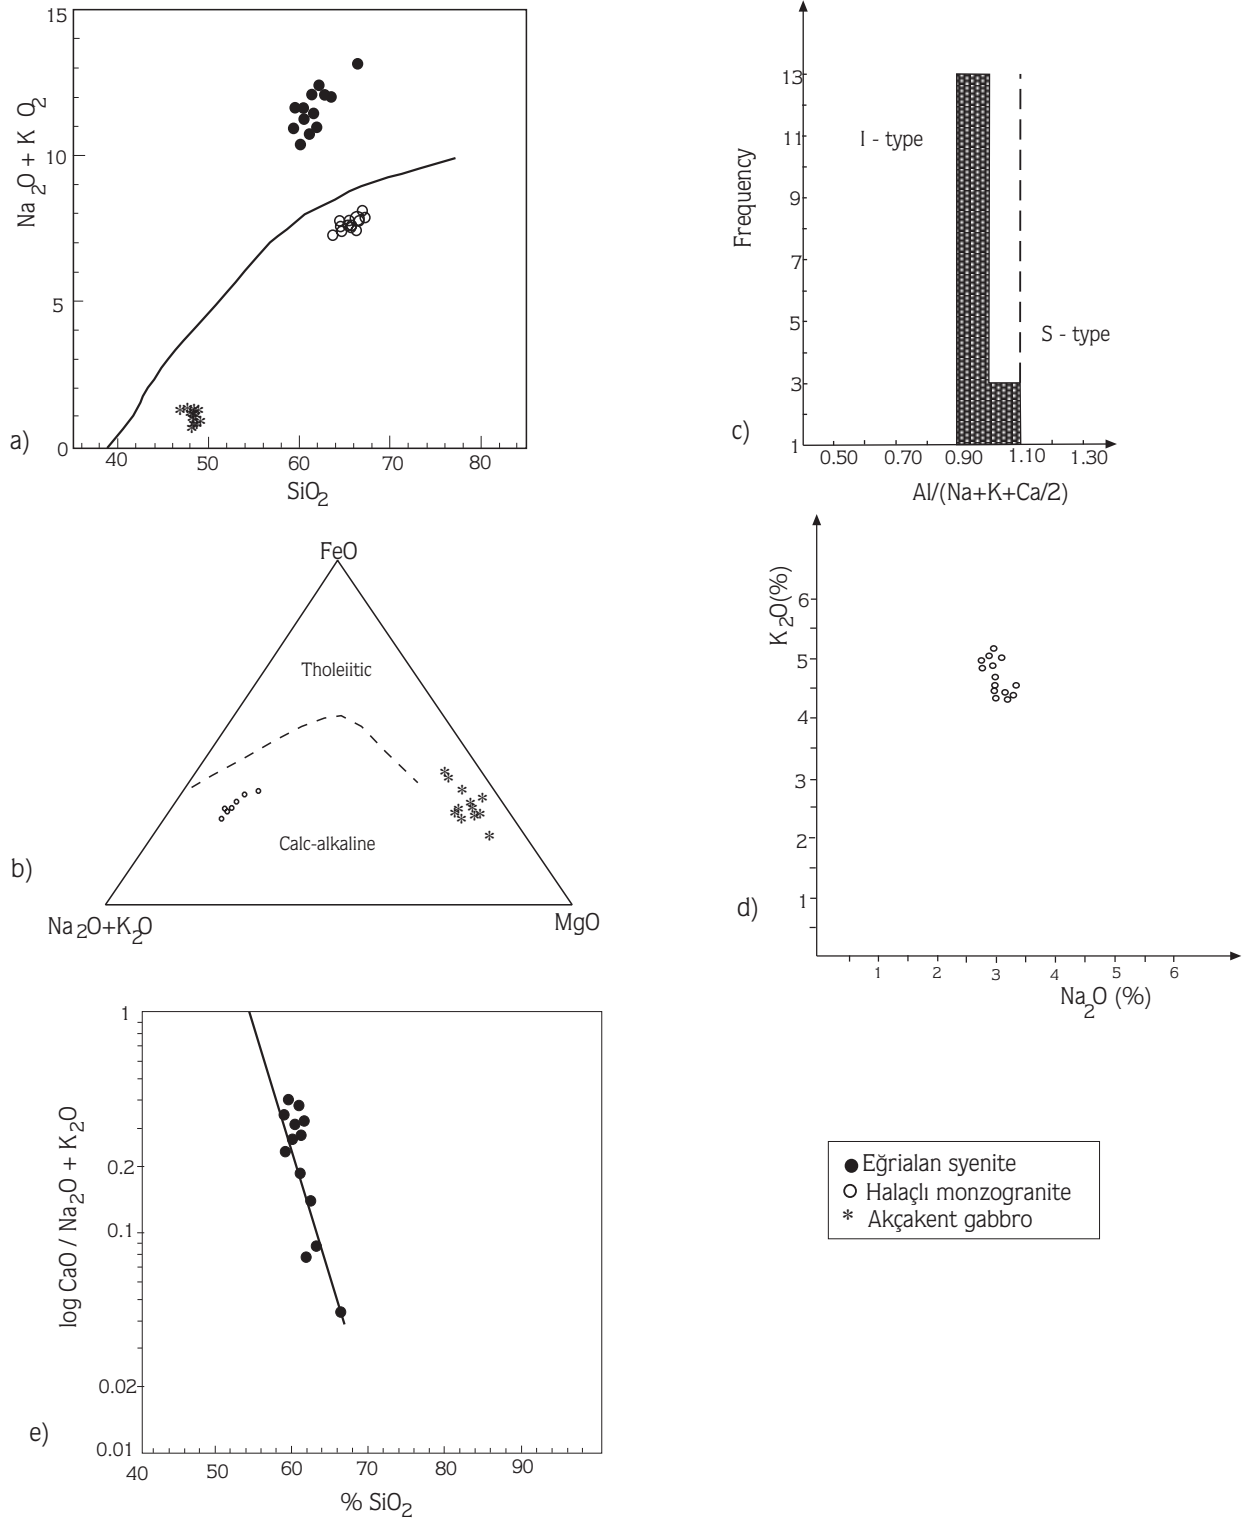 15
10
5
0
Na2O + K O2
40 50 60 70 80
SiO2
a)
13
11
9
7
5
3
1
Frequency
I - type
S - type
0.50 0.70 0.90 1.10 1.30
Al/(Na+K+Ca/2)
c)
FeO
Tholeiitic
Calc-alkaline
Na2O+K2O
MgO
b)
6
5
4
3
2
1
K2O(%)
1 2 3 4 5 6
Na2O (%)
d)
1
0.2
0.1
0.02
0.01
log CaO / Na2O + K2O
40 50 60 70 80 90
% SiO2
e)
Eğrialan syenite
Halaçlı monzogranite
* Akçakent gabbro